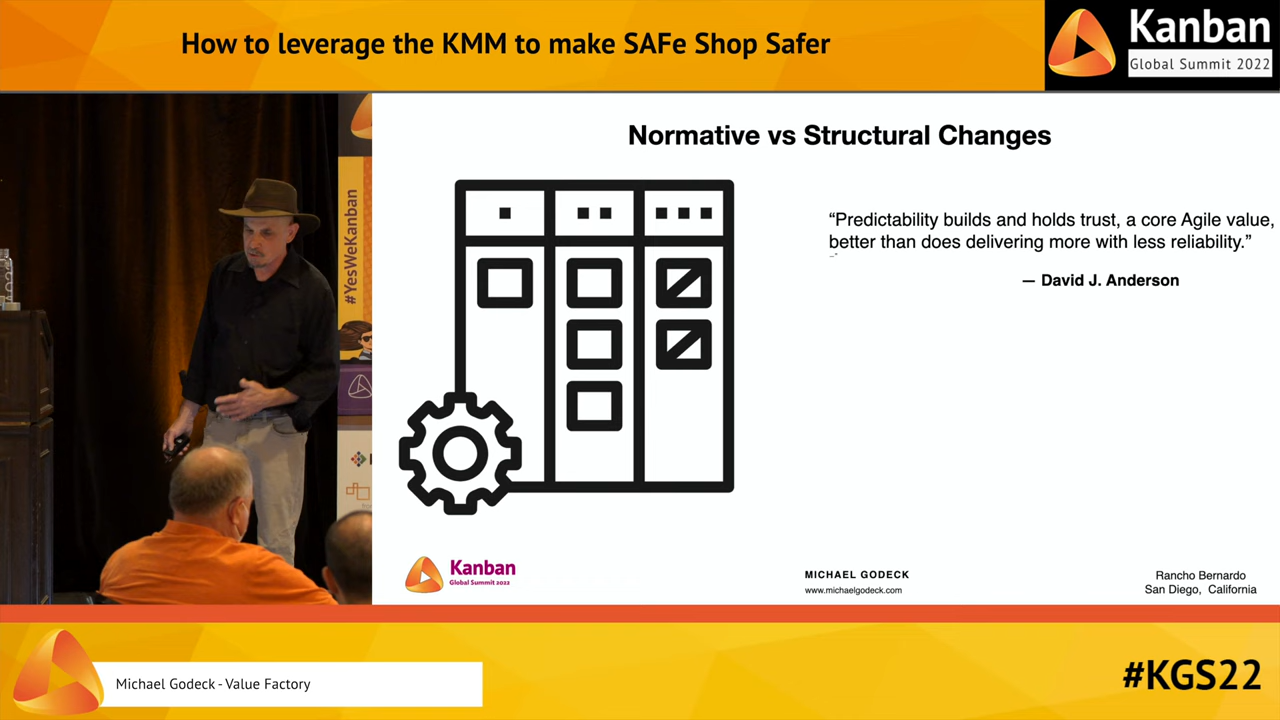 How to leverage the KMM to make SAFe Shop Safer
Kanban
Global Summit 2022
#YesWeKanban
Normative vs Structural Changes
“Predictability builds and holds trust, a core Agile value,
better than does delivering more with less reliability.”
— David J. Anderson
Kanban
Global Summit 2022
MICHAEL GODECK
www.michaelgodeck.com
Rancho Bernardo
San Diego, California
Michael Godeck - Value Factory
#KGS22